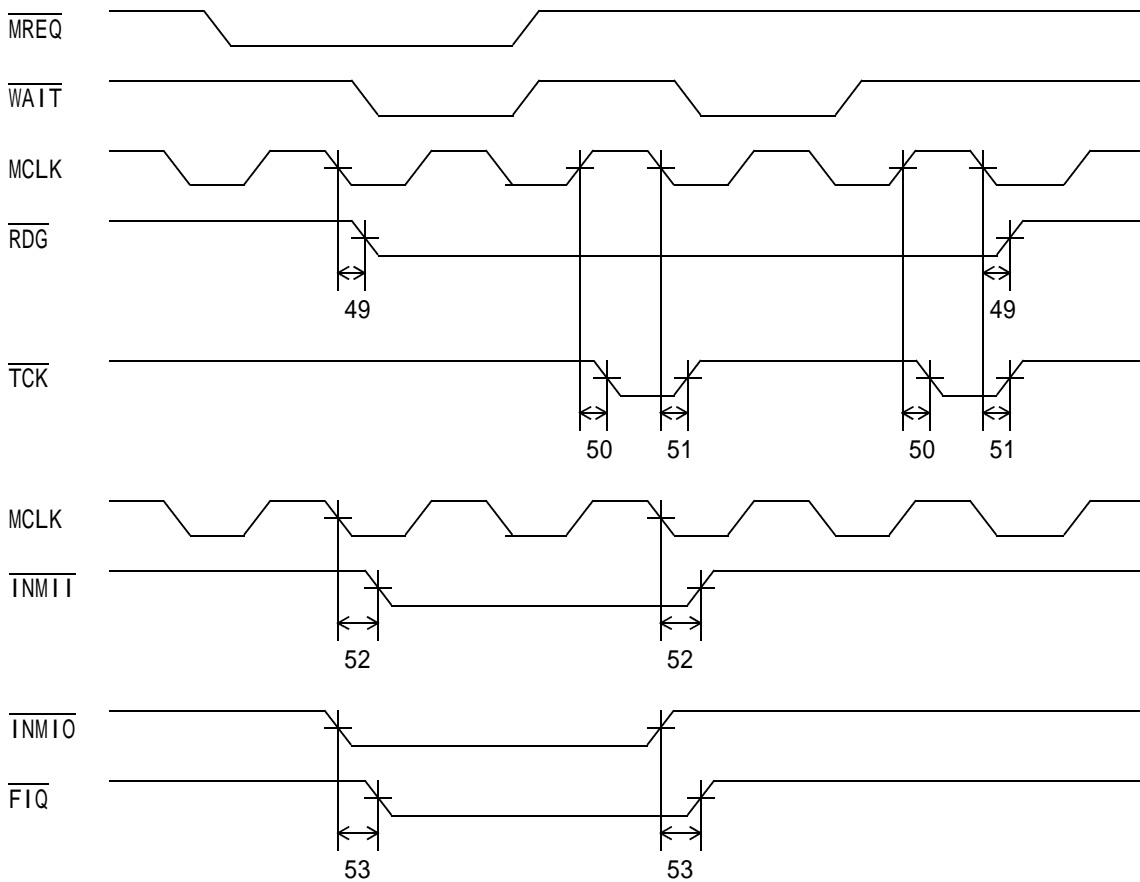 MREQ
WAIT
MCLK
RDG
49 49
TCK
50 51 50 51
MCLK
INMII
52 52
INMIO
FIQ
53 53